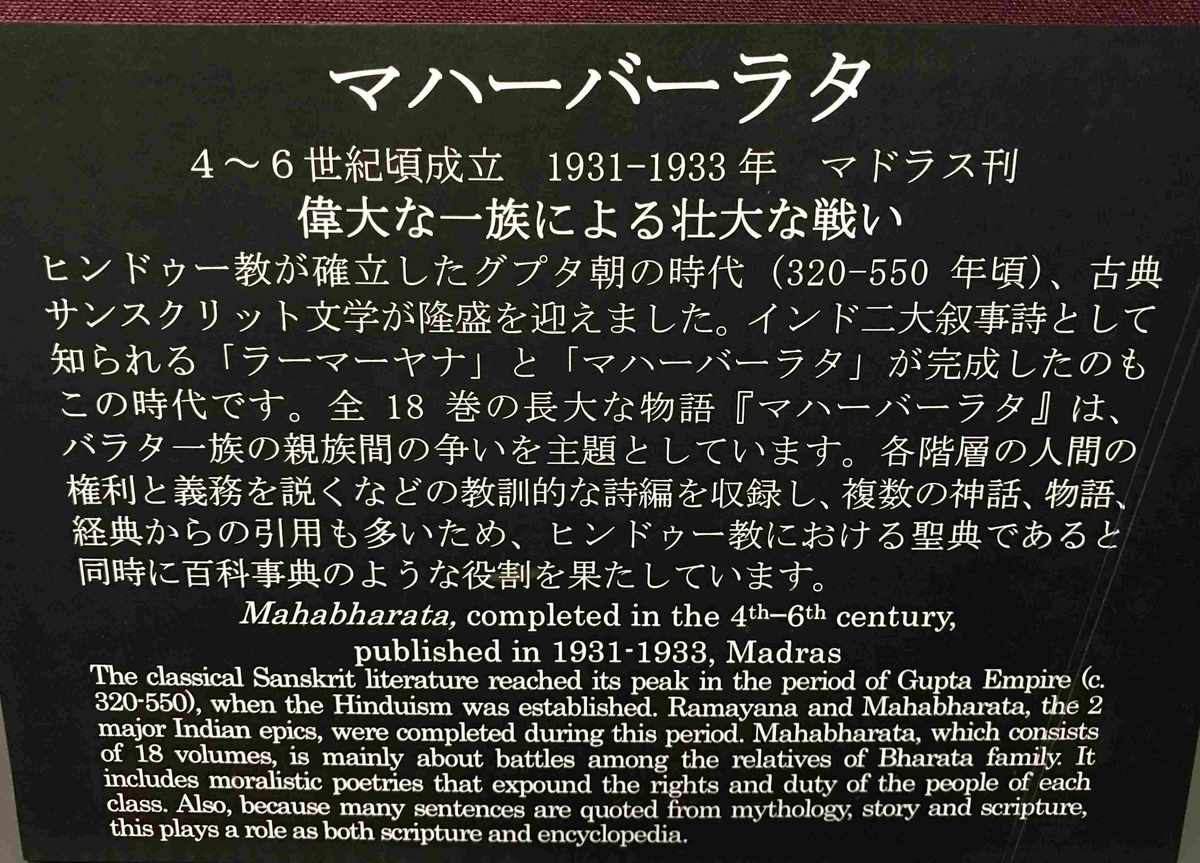 マハーバーラタ
4～6世紀頃成立　1931-1933年　マドラス刊
偉大な一族による壮大な戦い
ヒンドゥー教が確立したグプタ朝の時代（320-550 年頃）、古典
サンスクリット文学が隆盛を迎えました。インド二大叙事詩として
知られる「ラーマーヤナ」と「マハーバーラタ」が完成したのも
この時代です。全 18 巻の長大な物語『マハーバーラタ』は、
バラタ一族の親族間の争いを主題としています。各階層の人間の
権利と義務を説くなどの教訓的な詩編を収録し、複数の神話、物語、
経典からの引用も多いため、ヒンドゥー教における聖典であると
同時に百科事典のような役割を果たしています。
Mahabharata, completed in the 4th–6th century,
published in 1931-1933, Madras
The classical Sanskrit literature reached its peak in the period of Gupta Empire (c.
320-550), when the Hinduism was established. Ramayana and Mahabharata, the 2
major Indian epics, were completed during this period. Mahabharata, which consists
of 18 volumes, is mainly about battles among the relatives of Bharata family. It
includes moralistic poetries that expound the rights and duty of the people of each
class. Also, because many sentences are quoted from mythology, story and scripture,
this plays a role as both scripture and encyclopedia.